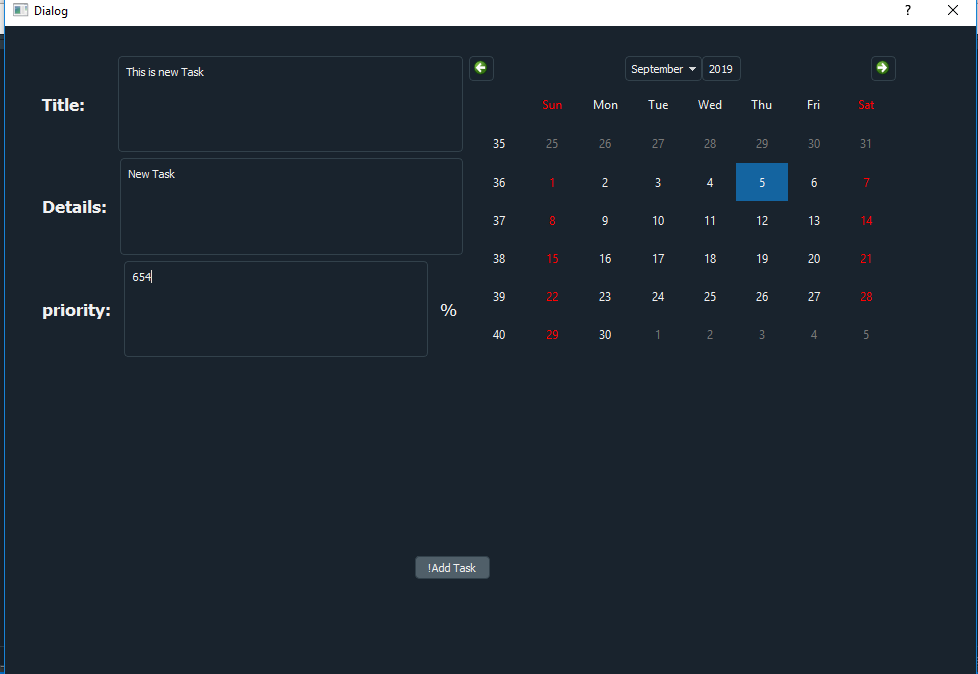 Dialog
?
Title:
This is new Task
Details:
New Task
priority:
654
%
September 2019
Sun Mon Tue Wed Thu Fri Sat
35 25 26 27 28 29 30 31
36 1 2 3 4 5 6 7
37 8 9 10 11 12 13 14
38 15 16 17 18 19 20 21
39 22 23 24 25 26 27 28
40 29 30 1 2 3 4 5
!Add Task